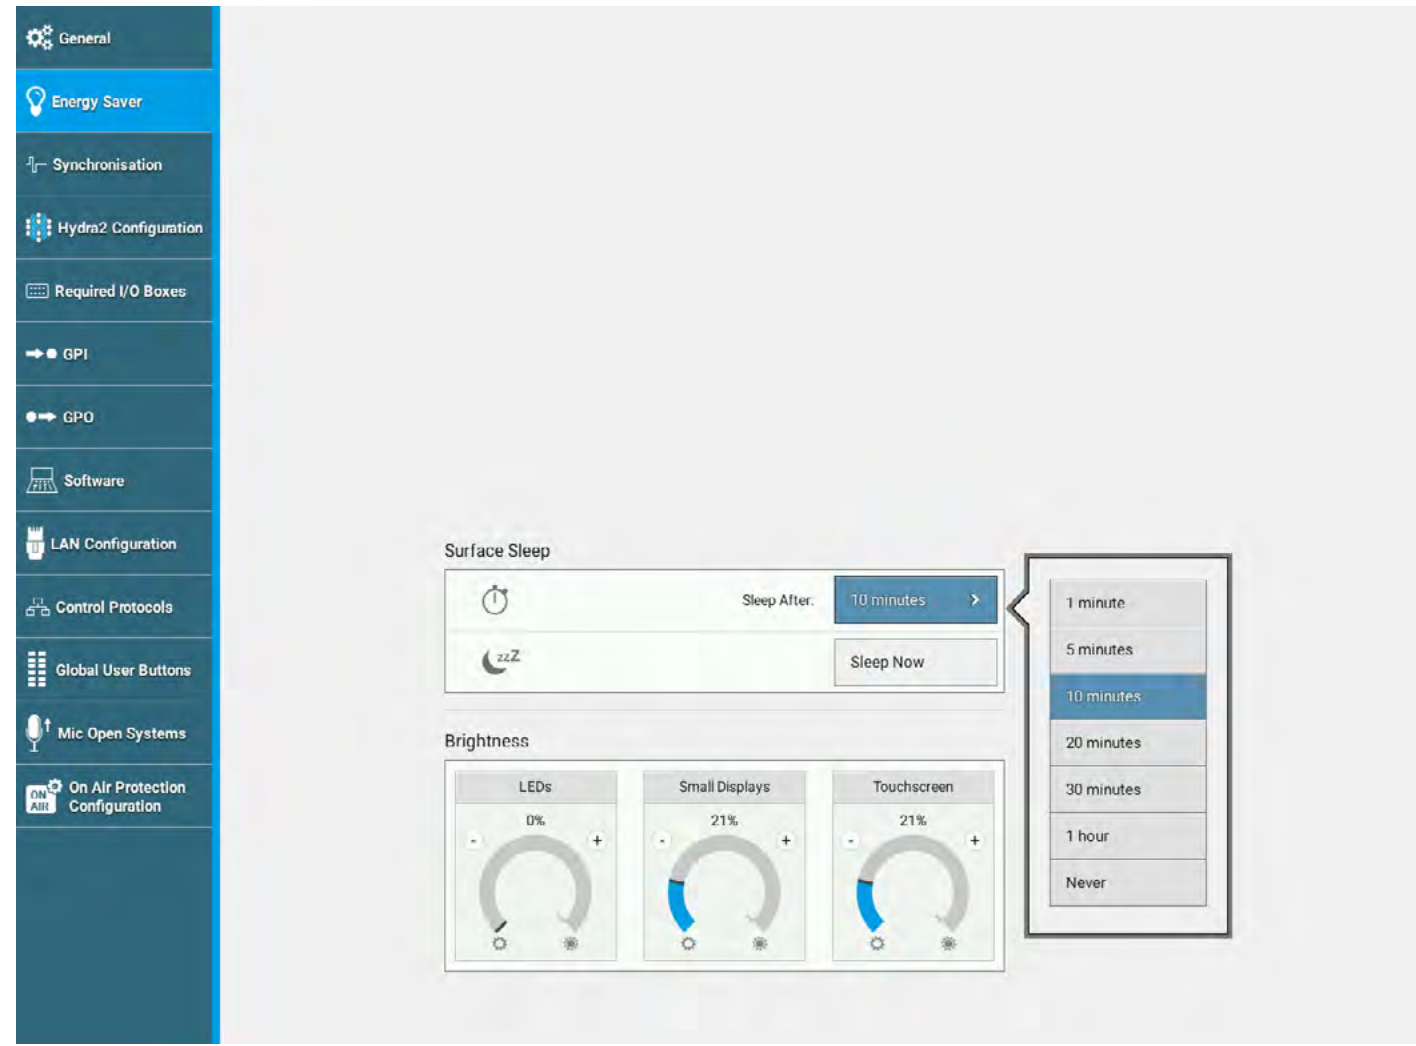 General
Energy Saver
Synchronisation
Hydra2 Configuration
Required I/O Boxes
GPI
GPO
Software
LAN Configuration
Control Protocols
Global User Buttons
Mic Open Systems
ON AIR
On Air Protection
Configuration
Surface Sleep
Sleep After:
10 minutes
zzZ
Sleep Now
1 minute
5 minutes
10 minutes
20 minutes
30 minutes
1 hour
Never
Brightness
LEDs
0%
- +
Small Displays
21%
- +
Touchscreen
21%
- +